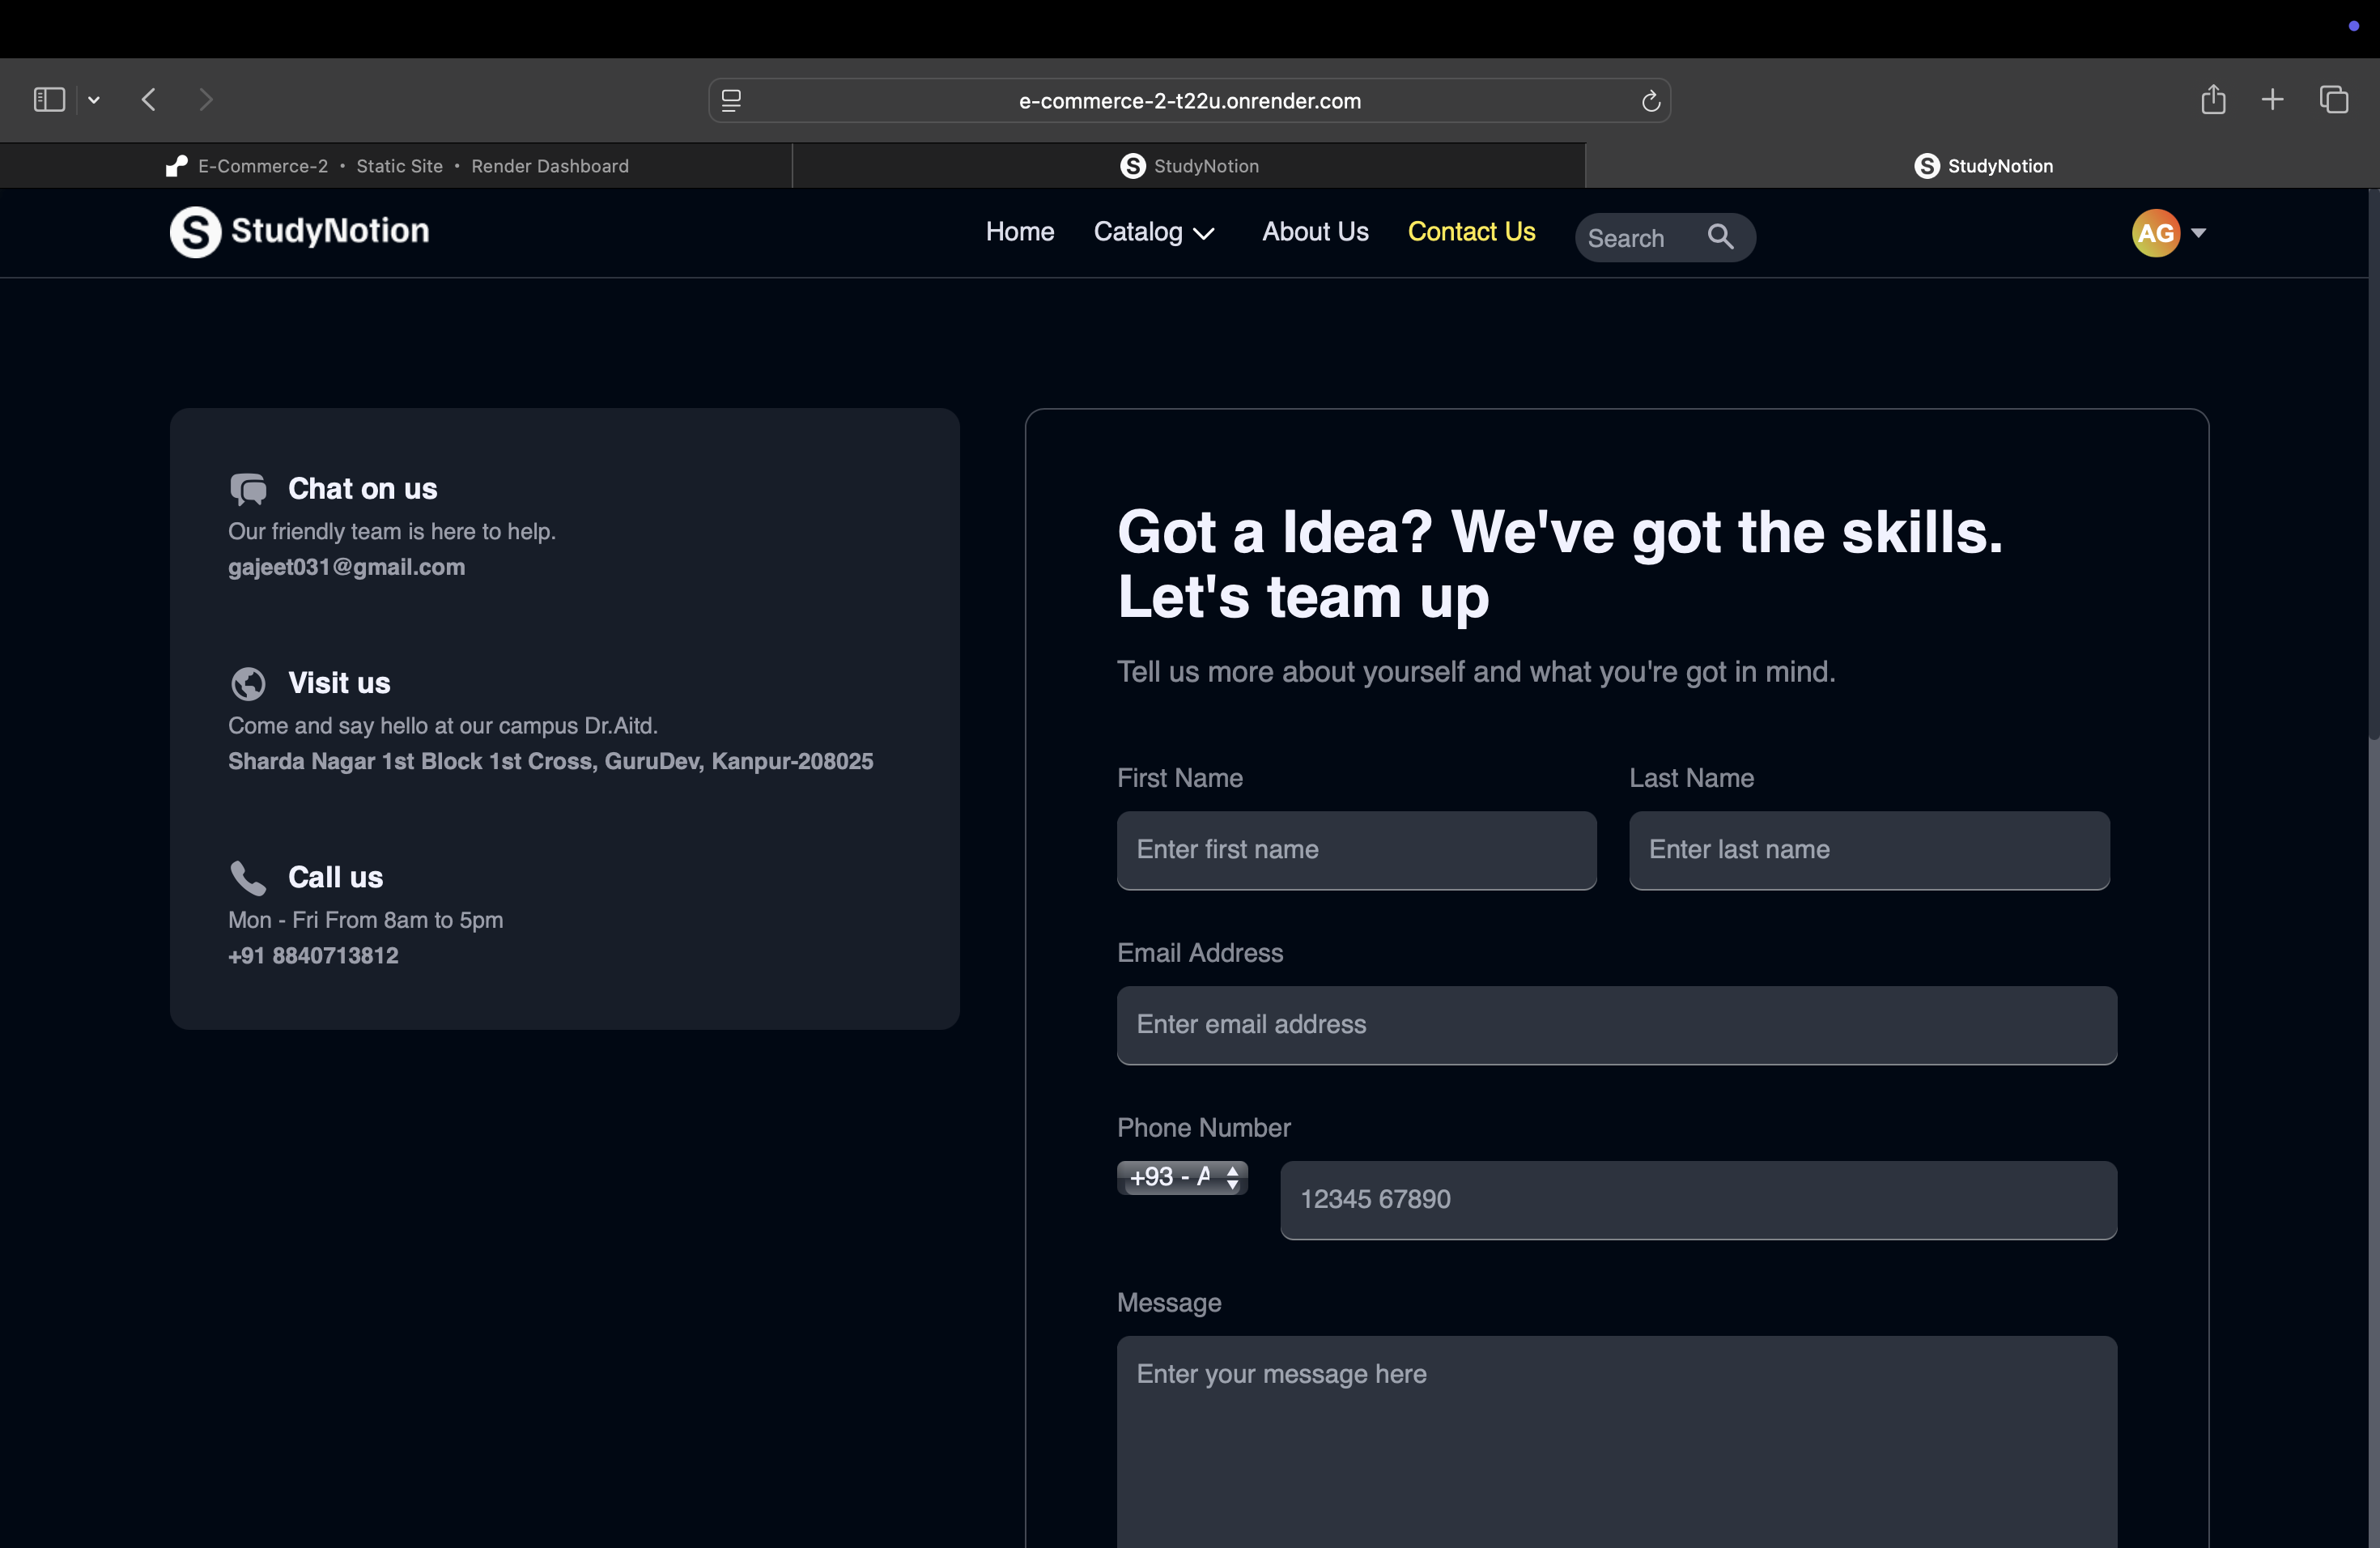 e-commerce-2-t22u.onrender.com
E-Commerce-2 • Static Site • Render Dashboard
StudyNotion
StudyNotion
StudyNotion
Home
Catalog
About Us
Contact Us
Search
AG
Chat on us
Our friendly team is here to help.
gajeet031@gmail.com
Visit us
Come and say hello at our campus Dr.Aitd.
Sharda Nagar 1st Block 1st Cross, GuruDev, Kanpur-208025
Call us
Mon - Fri From 8am to 5pm
+91 8840713812
Got a Idea? We've got the skills.
Let's team up
Tell us more about yourself and what you're got in mind.
First Name
Last Name
Enter first name
Enter last name
Email Address
Enter email address
Phone Number
+93 - A
12345 67890
Message
Enter your message here